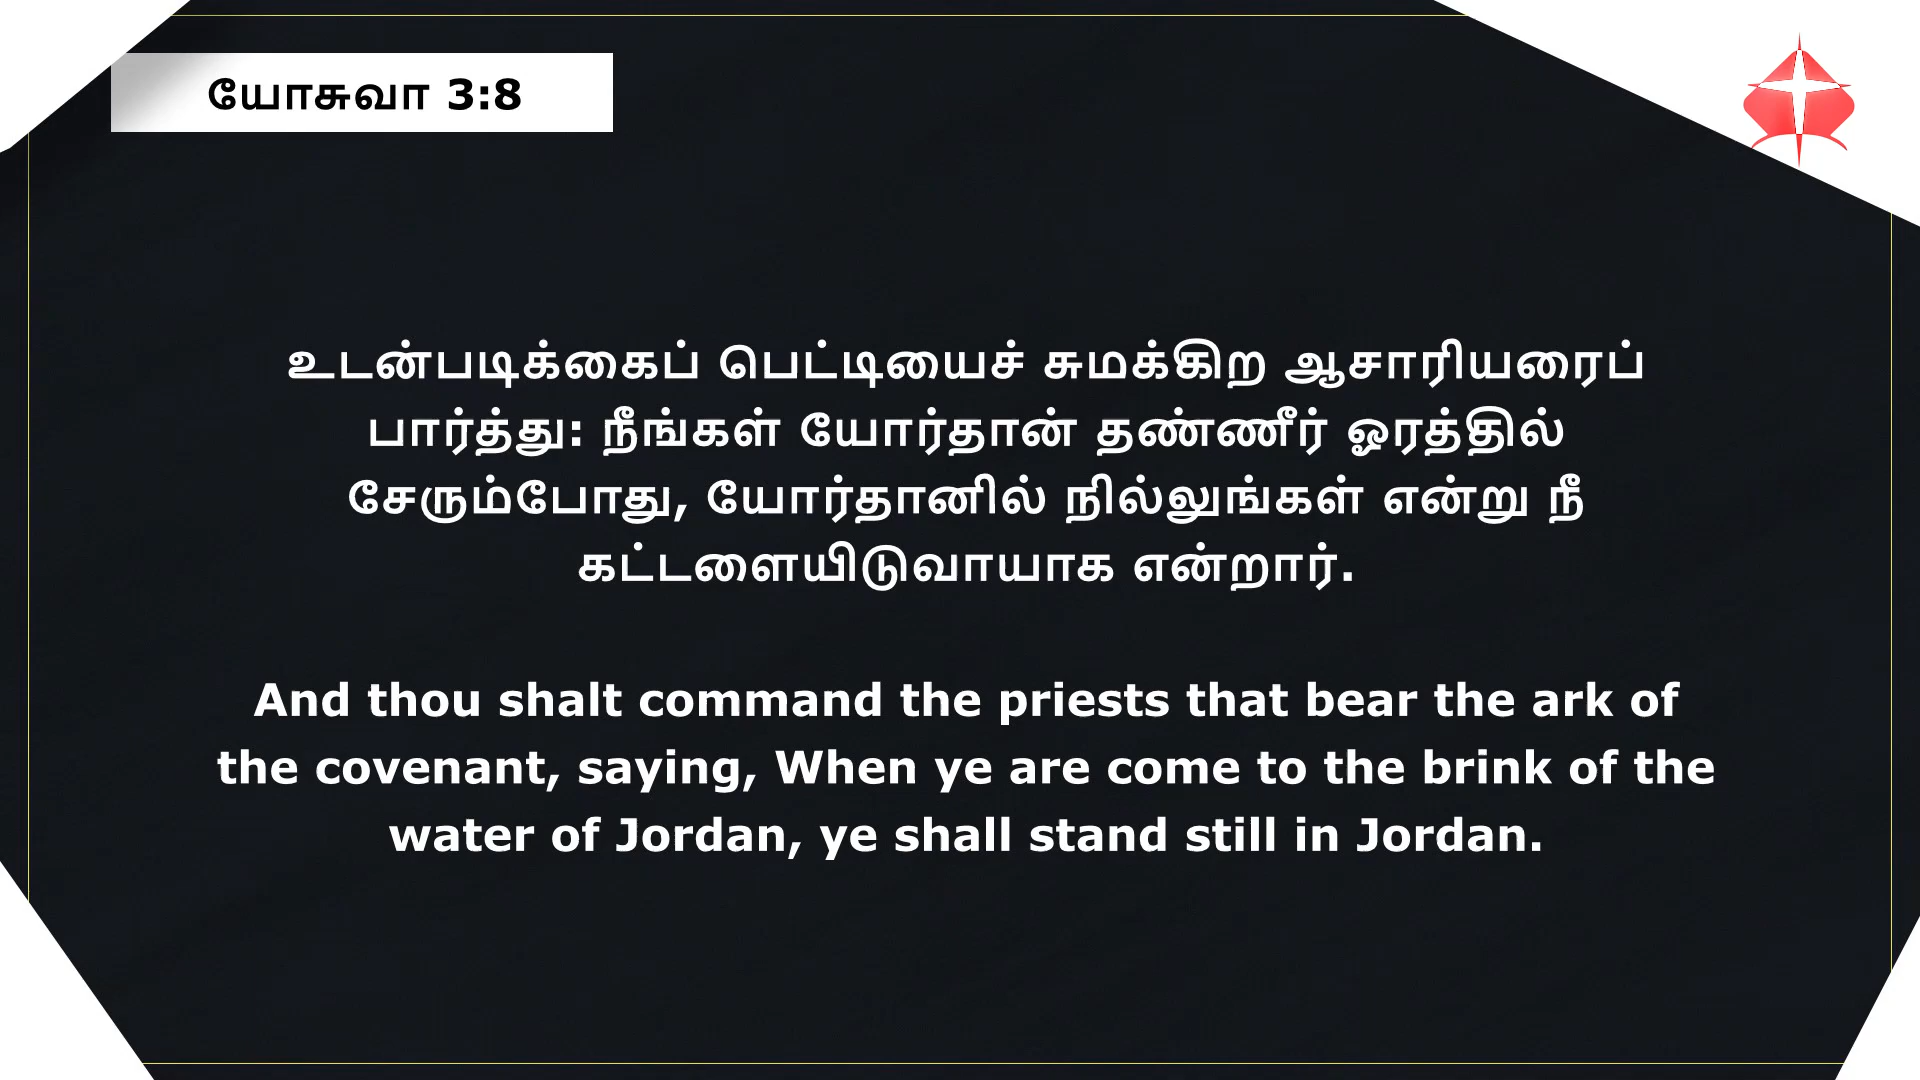 யோசுவா 3:8
உடன்படிக்கைப் பெட்டியைச் சுமக்கிற ஆசாரியரைப்
பார்த்து: நீங்கள் யோர்தான் தண்ணீர் ஓரத்தில்
சேரும்போது, யோர்தானில் நில்லுங்கள் என்று நீ
கட்டளையிடுவாயாக என்றார்.
And thou shalt command the priests that bear the ark of
the covenant, saying, When ye are come to the brink of the
water of Jordan, ye shall stand still in Jordan.